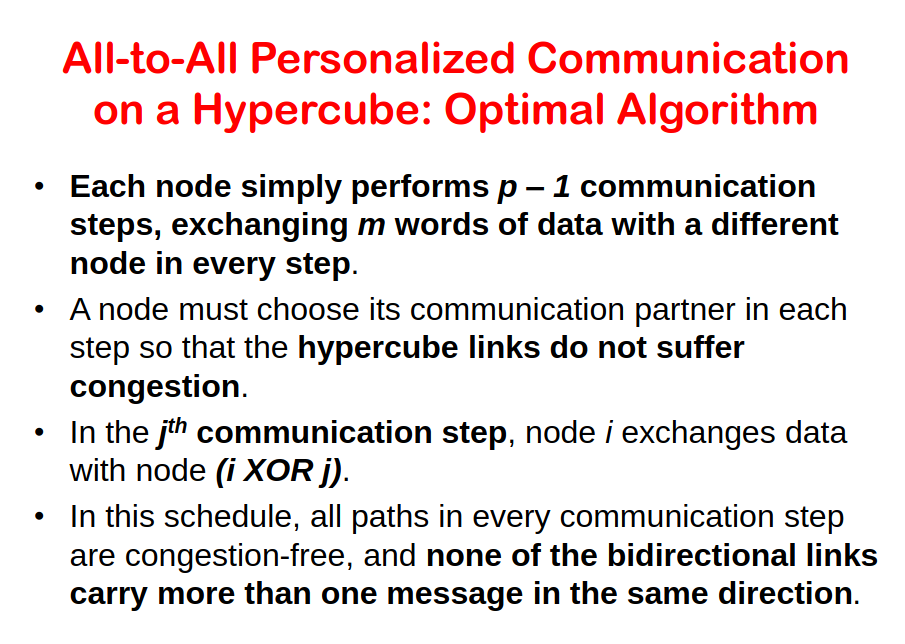 All-to-All Personalized Communication
on a Hypercube: Optimal Algorithm
• Each node simply performs p – 1 communication
steps, exchanging m words of data with a different
node in every step.
• A node must choose its communication partner in each
step so that the hypercube links do not suffer
congestion.
• In the jth communication step, node i exchanges data
with node (i XOR j).
• In this schedule, all paths in every communication step
are congestion-free, and none of the bidirectional links
carry more than one message in the same direction.